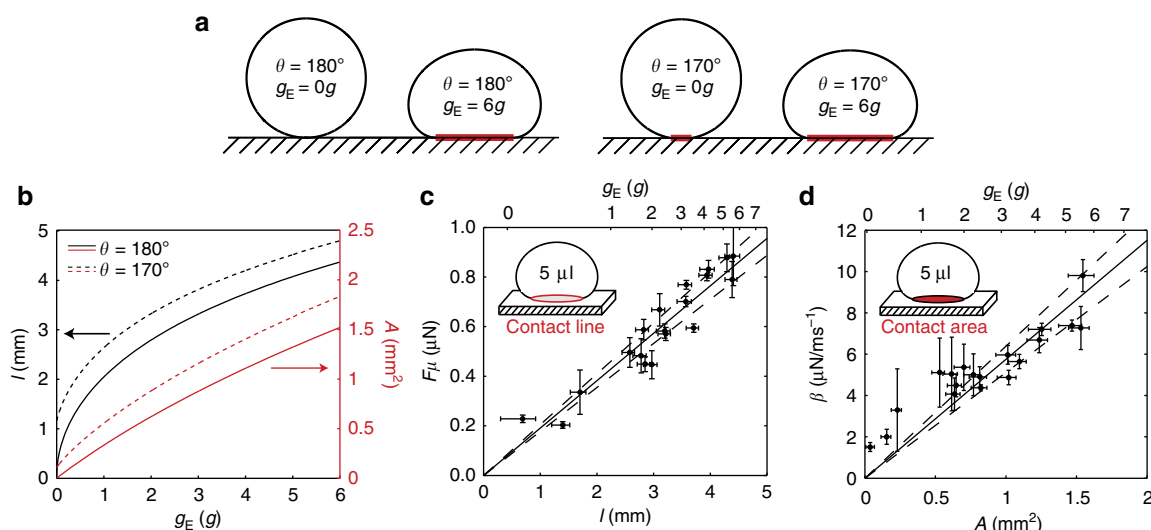 a
θ = 180°
g_E = 0g
θ = 180°
g_E = 6g
θ = 170°
g_E = 0g
θ = 170°
g_E = 6g
b
5
4
3
2
1
0
l (mm)
θ = 180°
θ = 170°
2.5
2
1.5
1
0.5
0
A (mm²)
0 1 2 3 4 5 6
g_E (g)
c
g_E (g)
0 1 2 3 4 5 6 7
1.0
0.8
0.6
0.4
0.2
0.0
Fμ (μN)
5 μl
Contact line
0 1 2 3 4 5
l (mm)
d
g_E (g)
0 1 2 3 4 5 6 7
12
10
8
6
4
2
0
β (μN/ms⁻¹)
5 μl
Contact area
0 0.5 1 1.5 2
A (mm²)